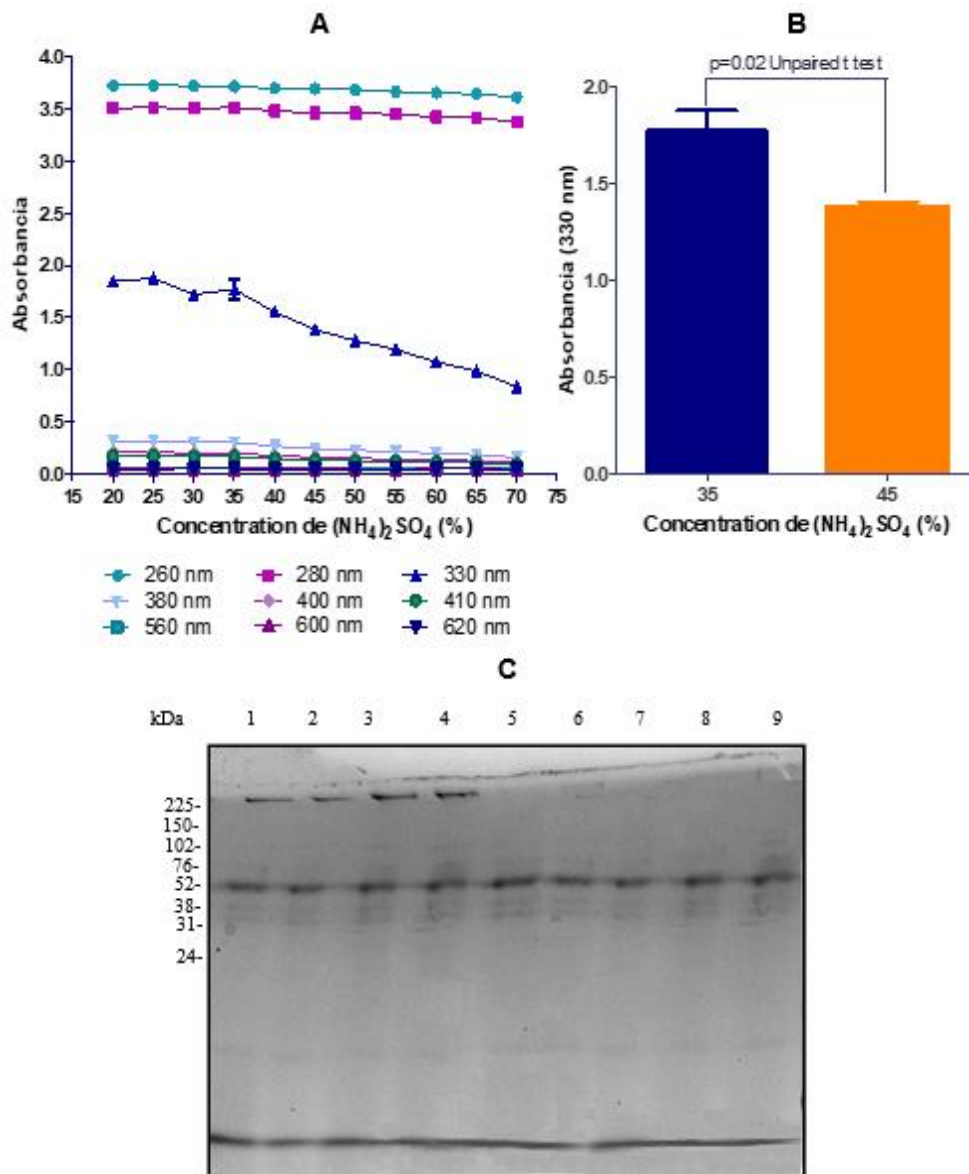 A
4.0
3.5
3.0
2.5
2.0
1.5
1.0
0.5
0.0
Absorbancia
15 20 25 30 35 40 45 50 55 60 65 70 75
Concentration de (NH₄)₂SO₄ (%)
260 nm 280 nm 330 nm
380 nm 400 nm 410 nm
560 nm 600 nm 620 nm
B
p=0.02 Unpaired t test
2.0
1.5
1.0
0.5
0.0
Absorbancia (330 nm)
35 45
Concentration de (NH₄)₂SO₄ (%)
C
kDa 1 2 3 4 5 6 7 8 9
225-
150-
102-
76-
52-
38-
31-
24-